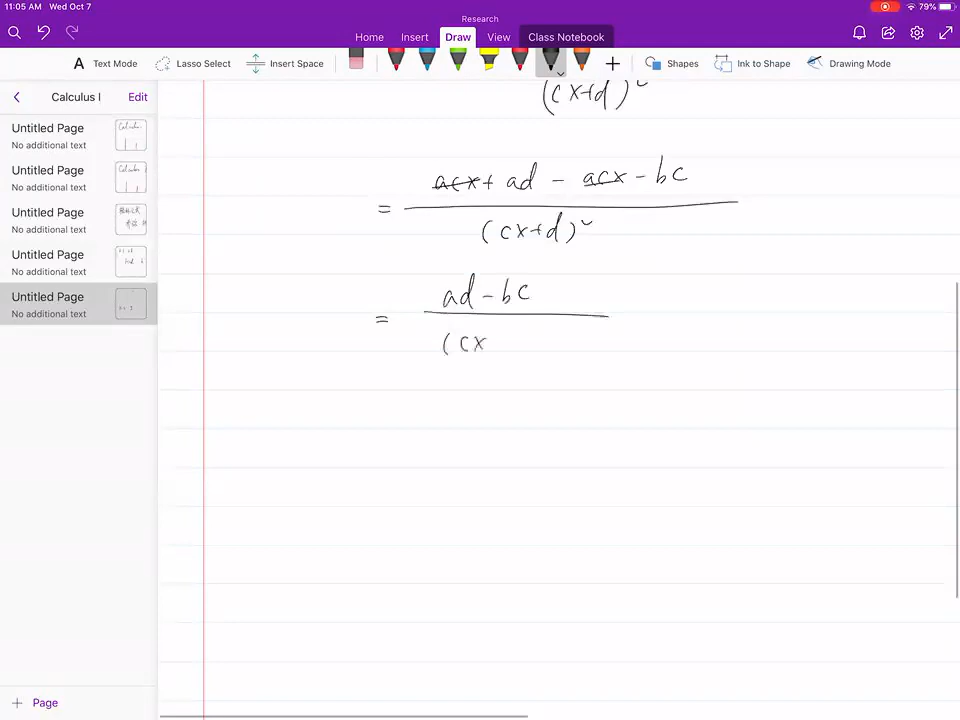 11:05 AM Wed Oct 7
79%
Research
Home Insert Draw View Class Notebook
Text Mode Lasso Select Insert Space Shapes Ink to Shape Drawing Mode
Calculus I Edit
Untitled Page
No additional text
Untitled Page
No additional text
Untitled Page
No additional text
Untitled Page
No additional text
Untitled Page
No additional text
Page
(cx+d)²
= acx + ad - acx - bc
(cx+d)²
= ad - bc
(cx